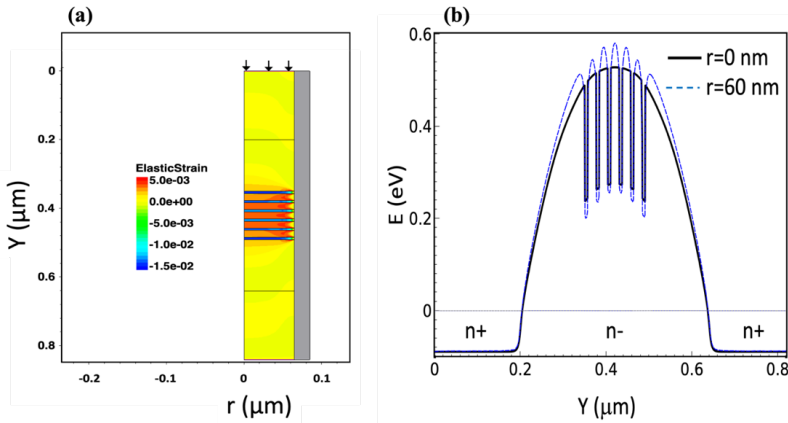 (a)
0
0.2
ElasticStrain
5.0e-03
0.0e+00
-5.0e-03
-1.0e-02
-1.5e-02
0.4
0.6
0.8
Y (μm)
-0.2
-0.1
0
0.1
r (μm)
(b)
0.6
0.4
0.2
0
E (eV)
r=0 nm
r=60 nm
n+
n-
n+
0
0.2
0.4
0.6
0.8
Y (μm)